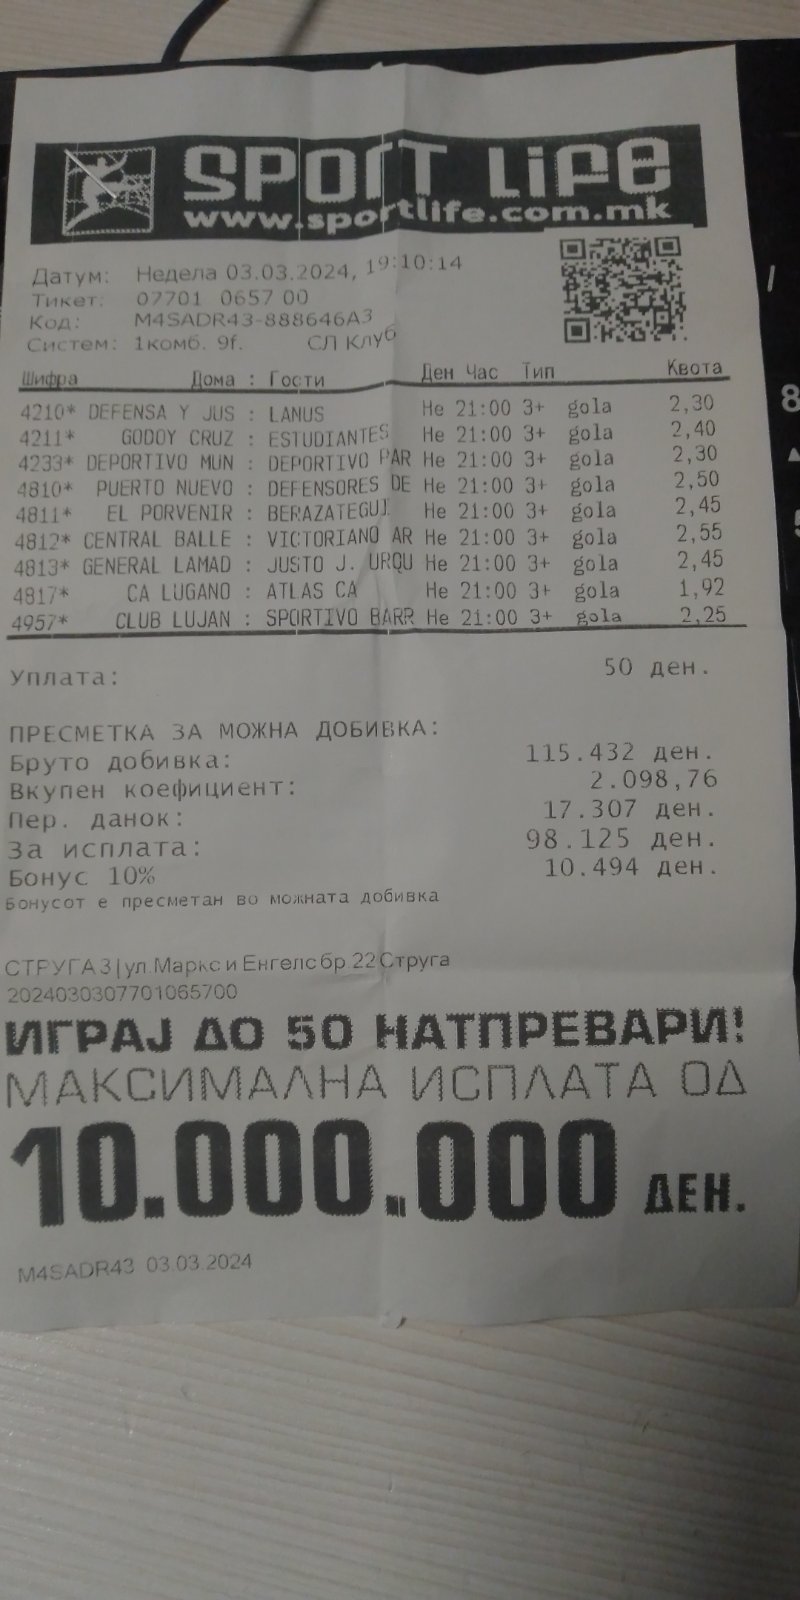 SPORT LiFe
www.sportlife.com.mk
Датум: Недела 03.03.2024, 19:10:14
Тикет: 07701 0657 00
Код: M4SADR43-888646A3
Систем: 1комб. 9f. СЛ Клуб
Шифра Дома : Гости Ден Час Тип Квота
4210* DEFENSA Y JUS : LANUS Не 21:00 3+ gola 2,30
4211* GODOY CRUZ : ESTUDIANTES Не 21:00 3+ gola 2,40
4233* DEPORTIVO MUN : DEPORTIVO PAR Не 21:00 3+ gola 2,30
4810* PUERTO NUEVO : DEFENSORES DE Не 21:00 3+ gola 2,50
4811* EL PORVENIR : BERAZATEGUI Не 21:00 3+ gola 2,45
4812* CENTRAL BALLE : VICTORIANO AR Не 21:00 3+ gola 2,55
4813* GENERAL LAMAD : JUSTO J. URQU Не 21:00 3+ gola 2,45
4817* CA LUGANO : ATLAS CA Не 21:00 3+ gola 1,92
4957* CLUB LUJAN : SPORTIVO BARR Не 21:00 3+ gola 2,25
Уплата: 50 ден.
ПРЕСМЕТКА ЗА МОЖНА ДОБИВКА:
Бруто добивка: 115.432 ден.
Вкупен коефициент: 2.098,76
Пер. данок: 17.307 ден.
За исплата: 98.125 ден.
Бонус 10% 10.494 ден.
Бонусот е пресметан во можната добивка
СТРУГА 3|ул.Маркс и Енгелс бр.22 Струга
2024030307701065700
ИГРАЈ ДО 50 НАТПРЕВАРИ!
МАКСИМАЛНА ИСПЛАТА ОД
10.000.000 ДЕН.
M4SADR43 03.03.2024